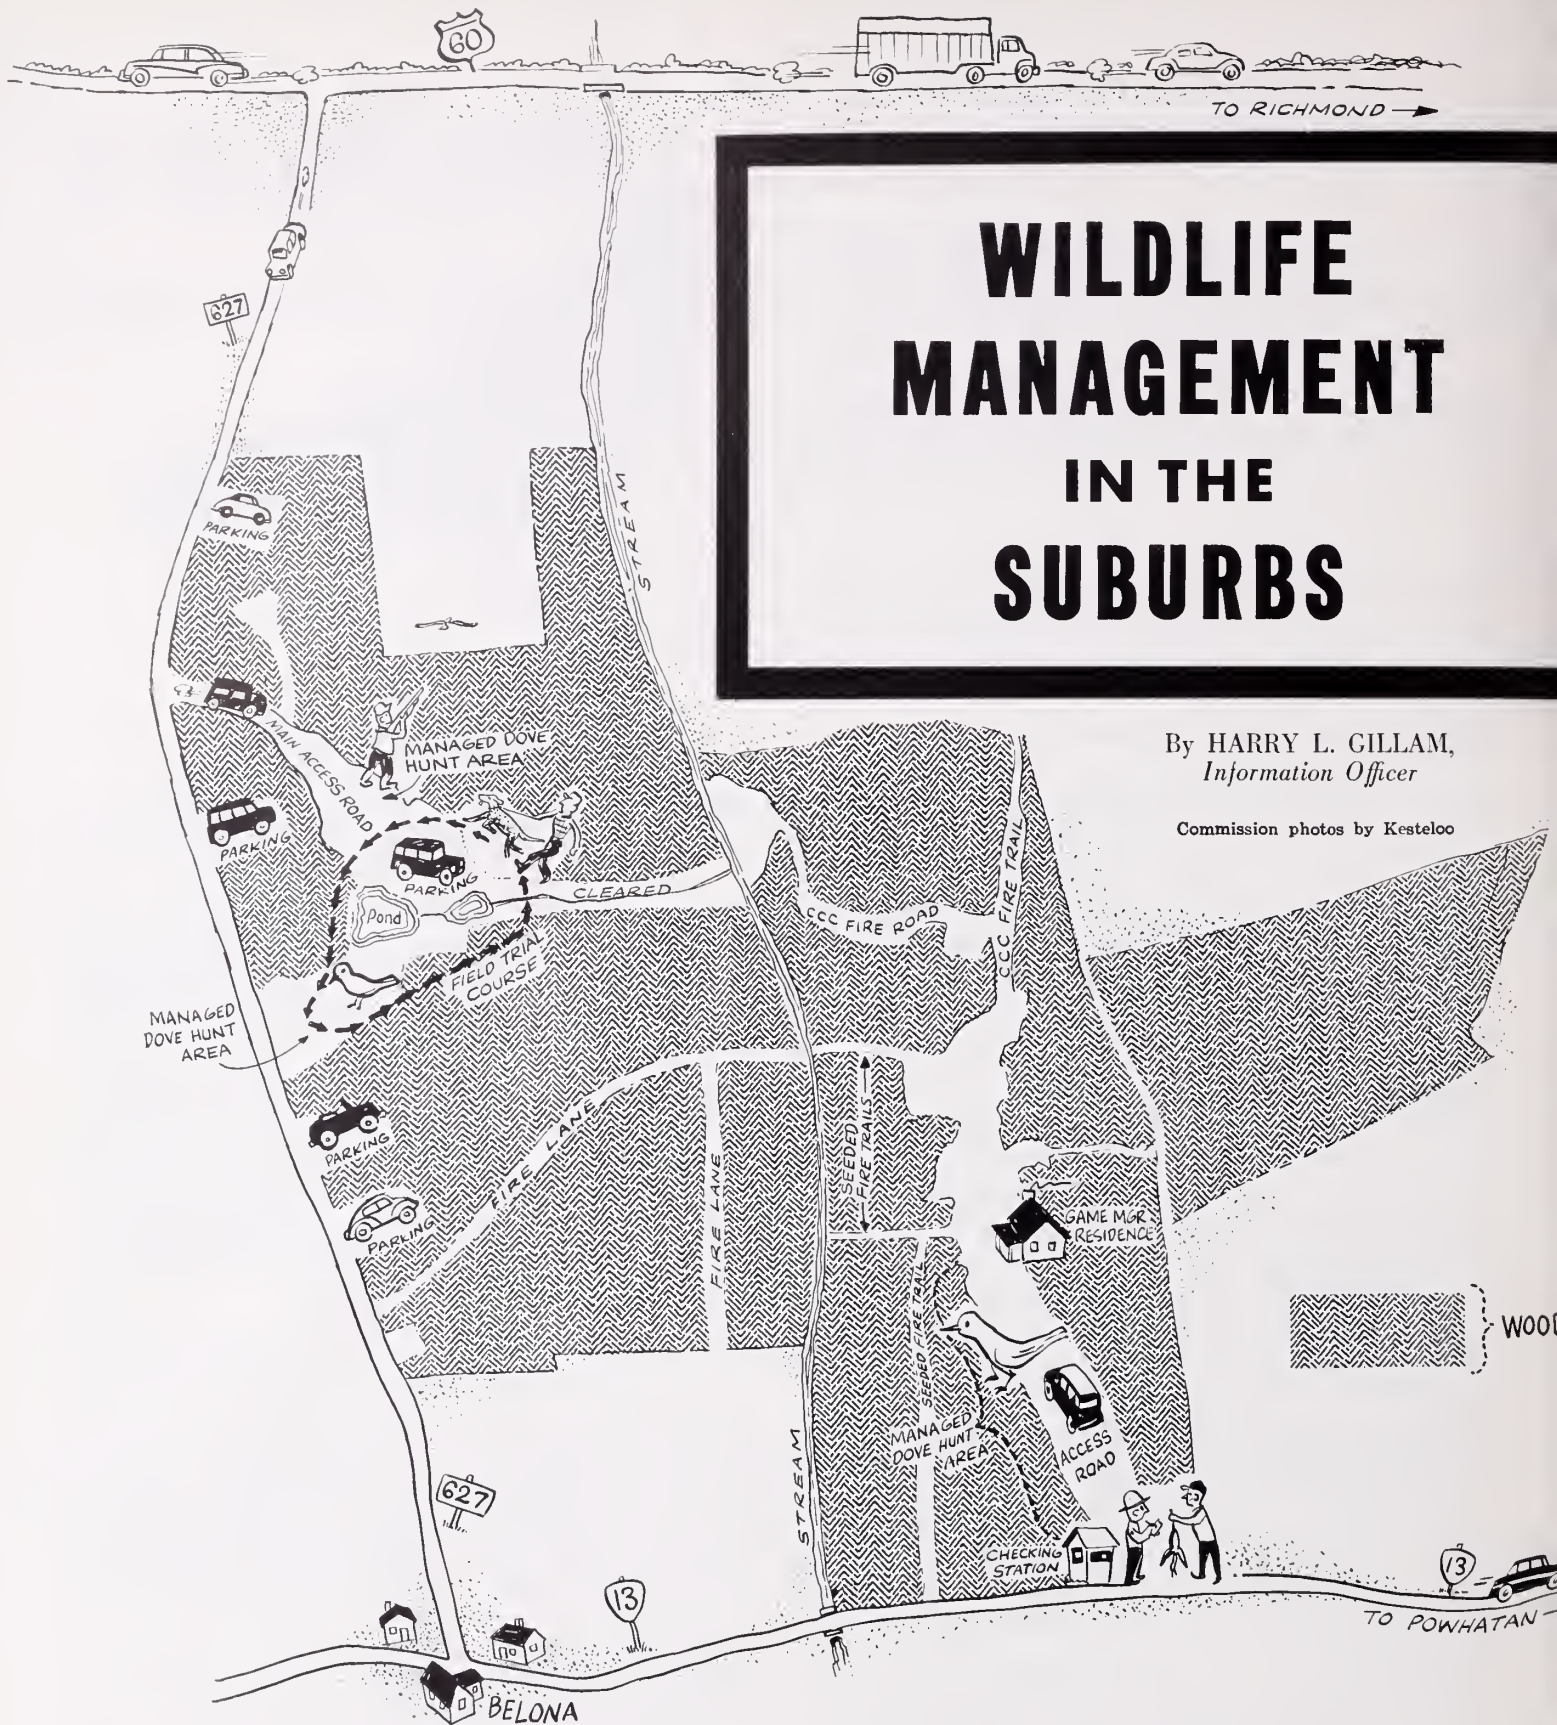 60
TO RICHMOND
WILDLIFE
MANAGEMENT
IN THE
SUBURBS
By HARRY L. GILLAM,
Information Officer
Commission photos by Kesteloo
627
PARKING
STREAM
MAIN ACCESS ROAD
MANAGED DOVE
HUNT AREA
PARKING
PARKING
Pond
CLEARED
FIELD TRIAL
COURSE
CCC FIRE ROAD
CCC FIRE TRAIL
MANAGED
DOVE HUNT
AREA
PARKING
PARKING
FIRE LANE
FIRE LANE
SEEDED
FIRE TRAILS
GAME MGR.
RESIDENCE
SEEDED FIRE TRAIL
WOOD
MANAGED
DOVE HUNT
AREA
ACCESS
ROAD
STREAM
627
CHECKING
STATION
13
13
TO POWHATAN
BELONA